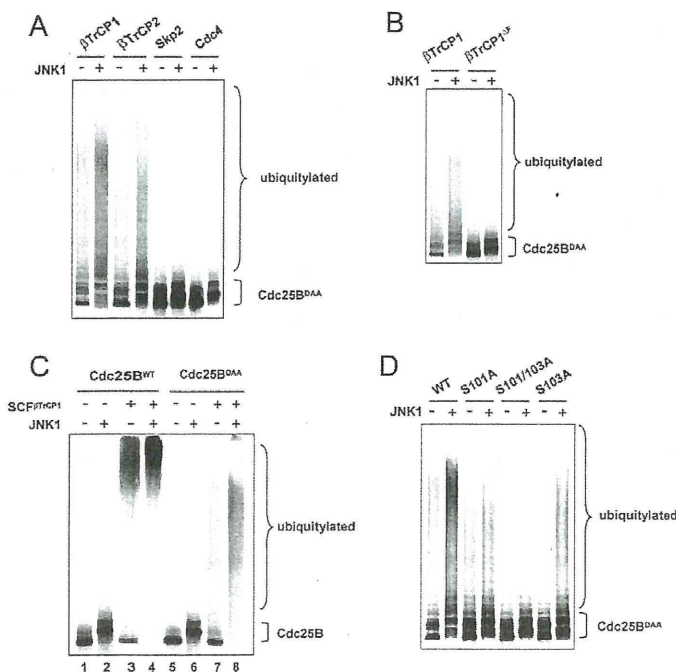 A
βTrCP1 βTrCP2 Skp2 Cdc4
JNK1 - + - + - + - +
ubiquitylated
Cdc25BDAA
B
βTrCP1 βTrCP1ΔF
JNK1 - + - +
ubiquitylated
Cdc25BDAA
C
Cdc25BWT Cdc25BDAA
SCFβTrCP1 - - + + - - + +
JNK1 - + - + - + - +
ubiquitylated
Cdc25B
1 2 3 4 5 6 7 8
D
WT S101A S101/103A S103A
JNK1 - + - + - + - +
ubiquitylated
Cdc25BDAA